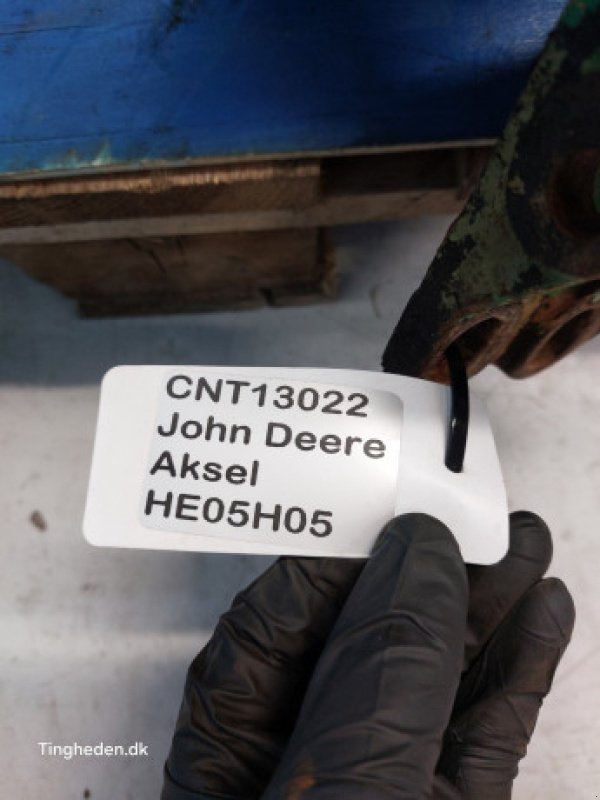 CNT13022
John Deere
Aksel
HE05H05
Tingheden.dk